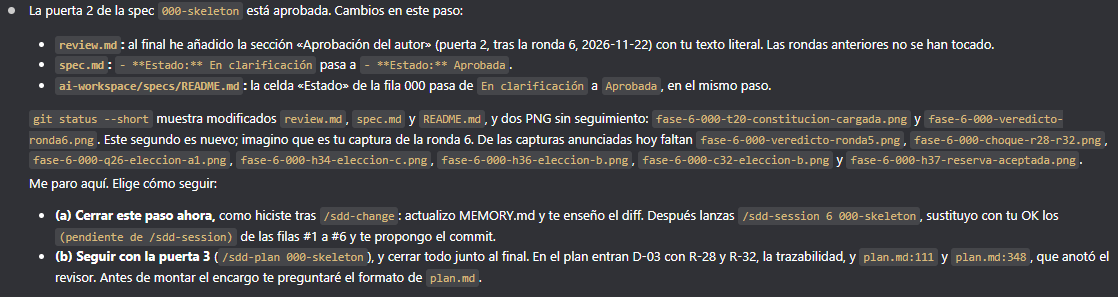 La puerta 2 de la spec 000-skeleton está aprobada. Cambios en este paso:
review.md: al final he añadido la sección «Aprobación del autor» (puerta 2, tras la ronda 6, 2026-11-22) con tu texto literal. Las rondas anteriores no se han tocado.
spec.md: - **Estado:** En clarificación pasa a - **Estado:** Aprobada.
ai-workspace/specs/README.md: la celda «Estado» de la fila 000 pasa de En clarificación a Aprobada, en el mismo paso.
git status --short muestra modificados review.md, spec.md y README.md, y dos PNG sin seguimiento: fase-6-000-t20-constitucion-cargada.png y fase-6-000-veredicto-
ronda6.png. Este segundo es nuevo; imagino que es tu captura de la ronda 6. De las capturas anunciadas hoy faltan fase-6-000-veredicto-ronda5.png, fase-6-000-choque-r28-r32.png,
fase-6-000-q26-eleccion-a1.png, fase-6-000-h34-eleccion-c.png, fase-6-000-h36-eleccion-b.png, fase-6-000-c32-eleccion-b.png y fase-6-000-h37-reserva-aceptada.png.
Me paro aquí. Elige cómo seguir:
(a) Cerrar este paso ahora, como hiciste tras /sdd-change: actualizo MEMORY.md y te enseño el diff. Después lanzas /sdd-session 6 000-skeleton, sustituyo con tu OK los
(pendiente de /sdd-session) de las filas #1 a #6 y te propongo el commit.
(b) Seguir con la puerta 3 (/sdd-plan 000-skeleton), y cerrar todo junto al final. En el plan entran D-03 con R-28 y R-32, la trazabilidad, y plan.md:111 y plan.md:348, que anotó el
revisor. Antes de montar el encargo te preguntaré el formato de plan.md.